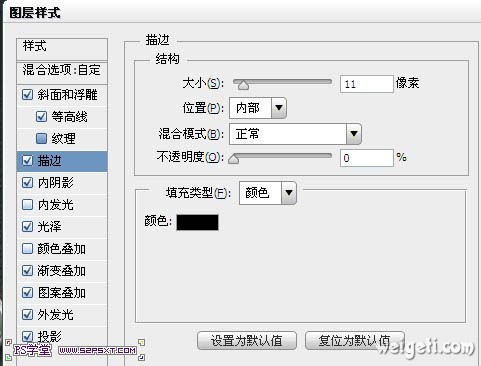 图层样式
样式
混合选项:自定
斜面和浮雕
等高线
纹理
描边
内阴影
内发光
光泽
颜色叠加
渐变叠加
图案叠加
外发光
投影
描边
结构
大小(S): 11 像素
位置(P): 内部
混合模式(B): 正常
不透明度(O): 0 %
填充类型(F): 颜色
颜色:
设置为默认值 复位为默认值
PS学堂 WWW.52PSXT.COM
weigeti.com